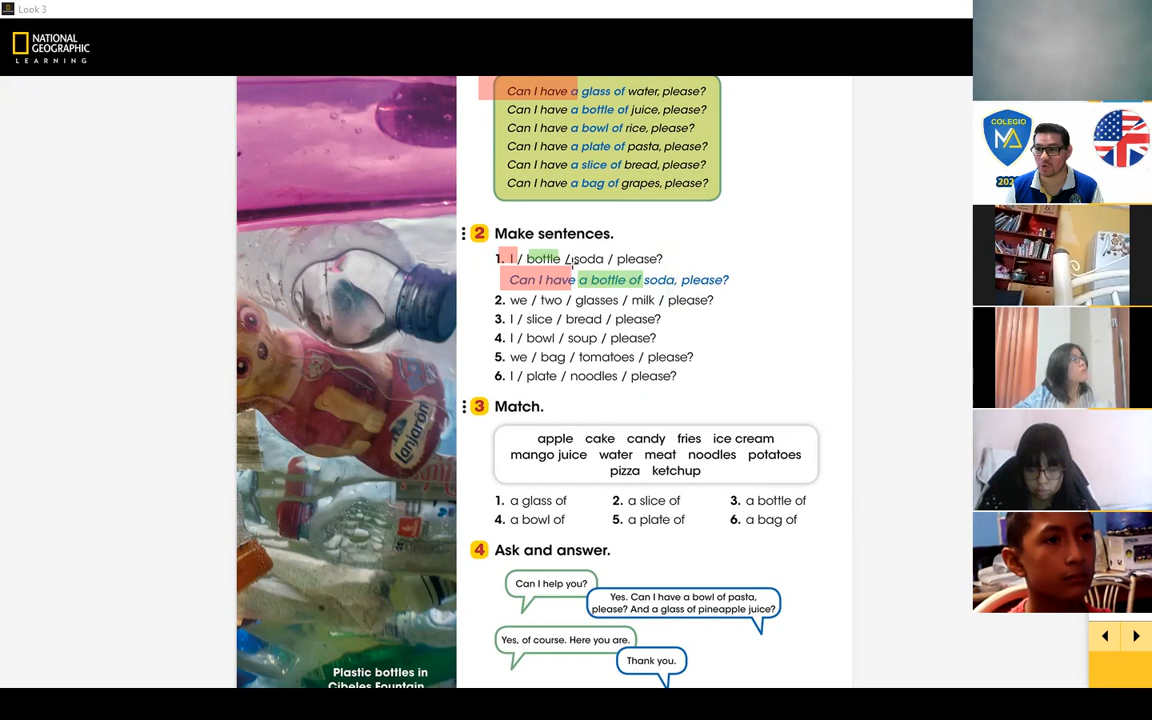 Look 3
NATIONAL
GEOGRAPHIC
LEARNING
Can I have a glass of water, please?
Can I have a bottle of juice, please?
Can I have a bowl of rice, please?
Can I have a plate of pasta, please?
Can I have a slice of bread, please?
Can I have a bag of grapes, please?
2 Make sentences.
1. I / bottle / soda / please?
Can I have a bottle of soda, please?
2. we / two / glasses / milk / please?
3. I / slice / bread / please?
4. I / bowl / soup / please?
5. we / bag / tomatoes / please?
6. I / plate / noodles / please?
3 Match.
apple cake candy fries ice cream
mango juice water meat noodles potatoes
pizza ketchup
1. a glass of 2. a slice of 3. a bottle of
4. a bowl of 5. a plate of 6. a bag of
4 Ask and answer.
Can I help you?
Yes. Can I have a bowl of pasta,
please? And a glass of pineapple juice?
Yes, of course. Here you are.
Thank you.
Plastic bottles in
Cibeles Fountain
Lanjarón
COLEGIO
MA
EPSON